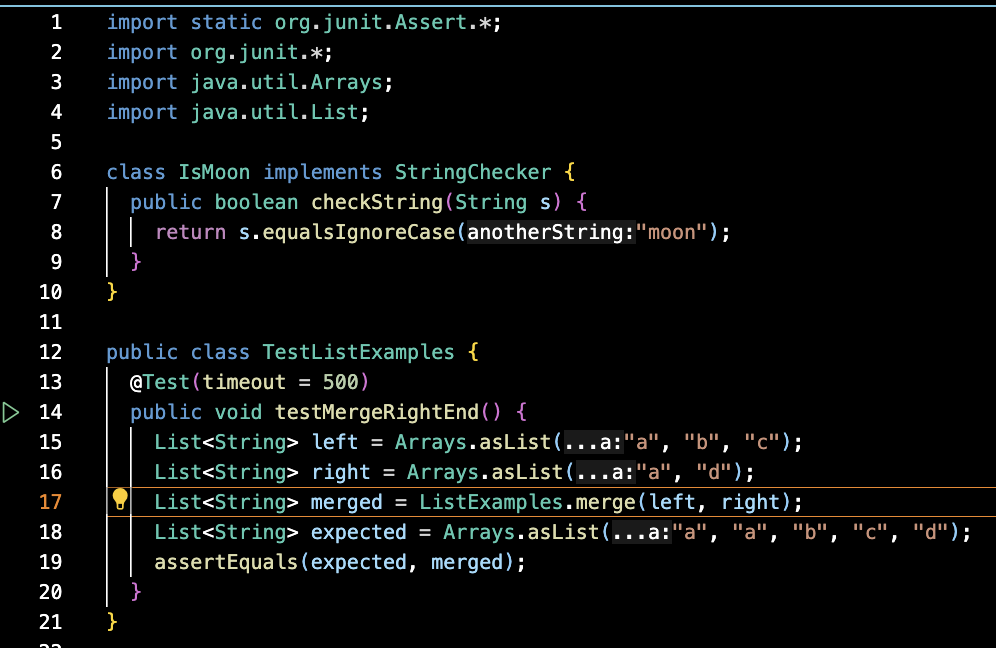 1 import static org.junit.Assert.*;
2 import org.junit.*;
3 import java.util.Arrays;
4 import java.util.List;
5
6 class IsMoon implements StringChecker {
7 public boolean checkString(String s) {
8 return s.equalsIgnoreCase(anotherString:"moon");
9 }
10 }
11
12 public class TestListExamples {
13 @Test(timeout = 500)
14 public void testMergeRightEnd() {
15 List<String> left = Arrays.asList(...a:"a", "b", "c");
16 List<String> right = Arrays.asList(...a:"a", "d");
17 List<String> merged = ListExamples.merge(left, right);
18 List<String> expected = Arrays.asList(...a:"a", "a", "b", "c", "d");
19 assertEquals(expected, merged);
20 }
21 }